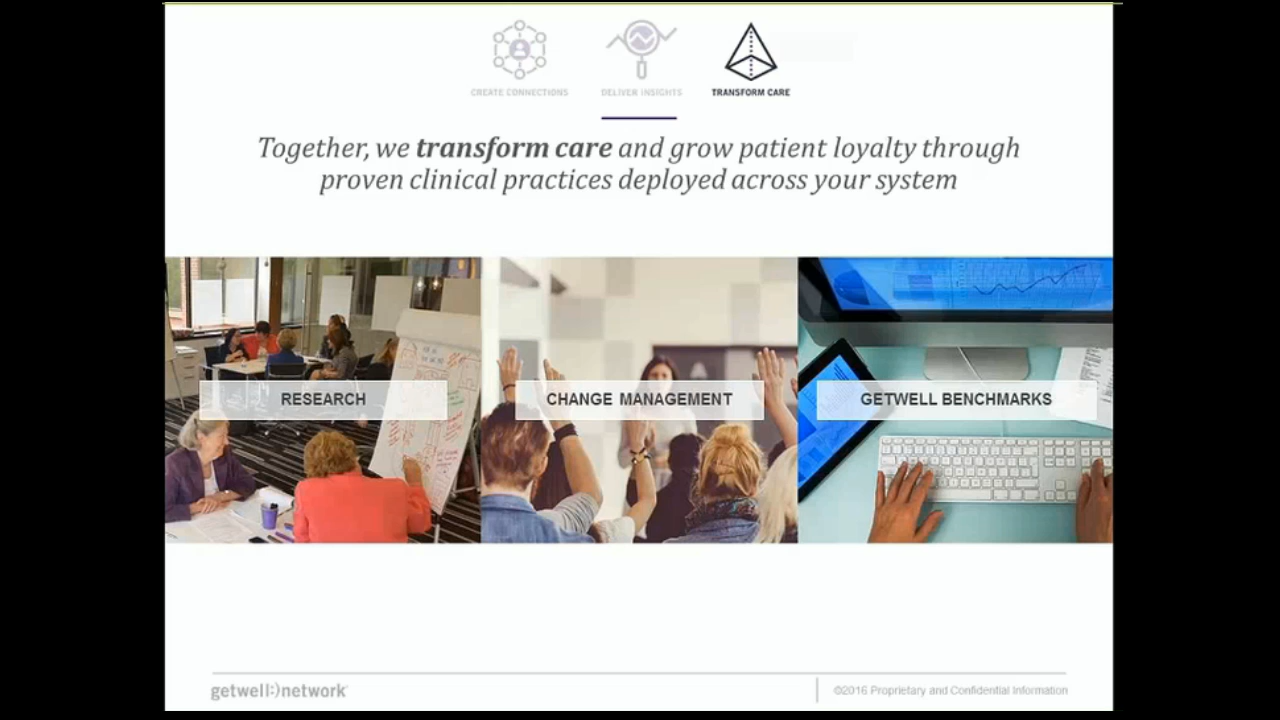 CREATE CONNECTIONS
DELIVER INSIGHTS
TRANSFORM CARE
Together, we transform care and grow patient loyalty through
proven clinical practices deployed across your system
RESEARCH
CHANGE MANAGEMENT
GETWELL BENCHMARKS
getwell:)network
©2016 Proprietary and Confidential Information